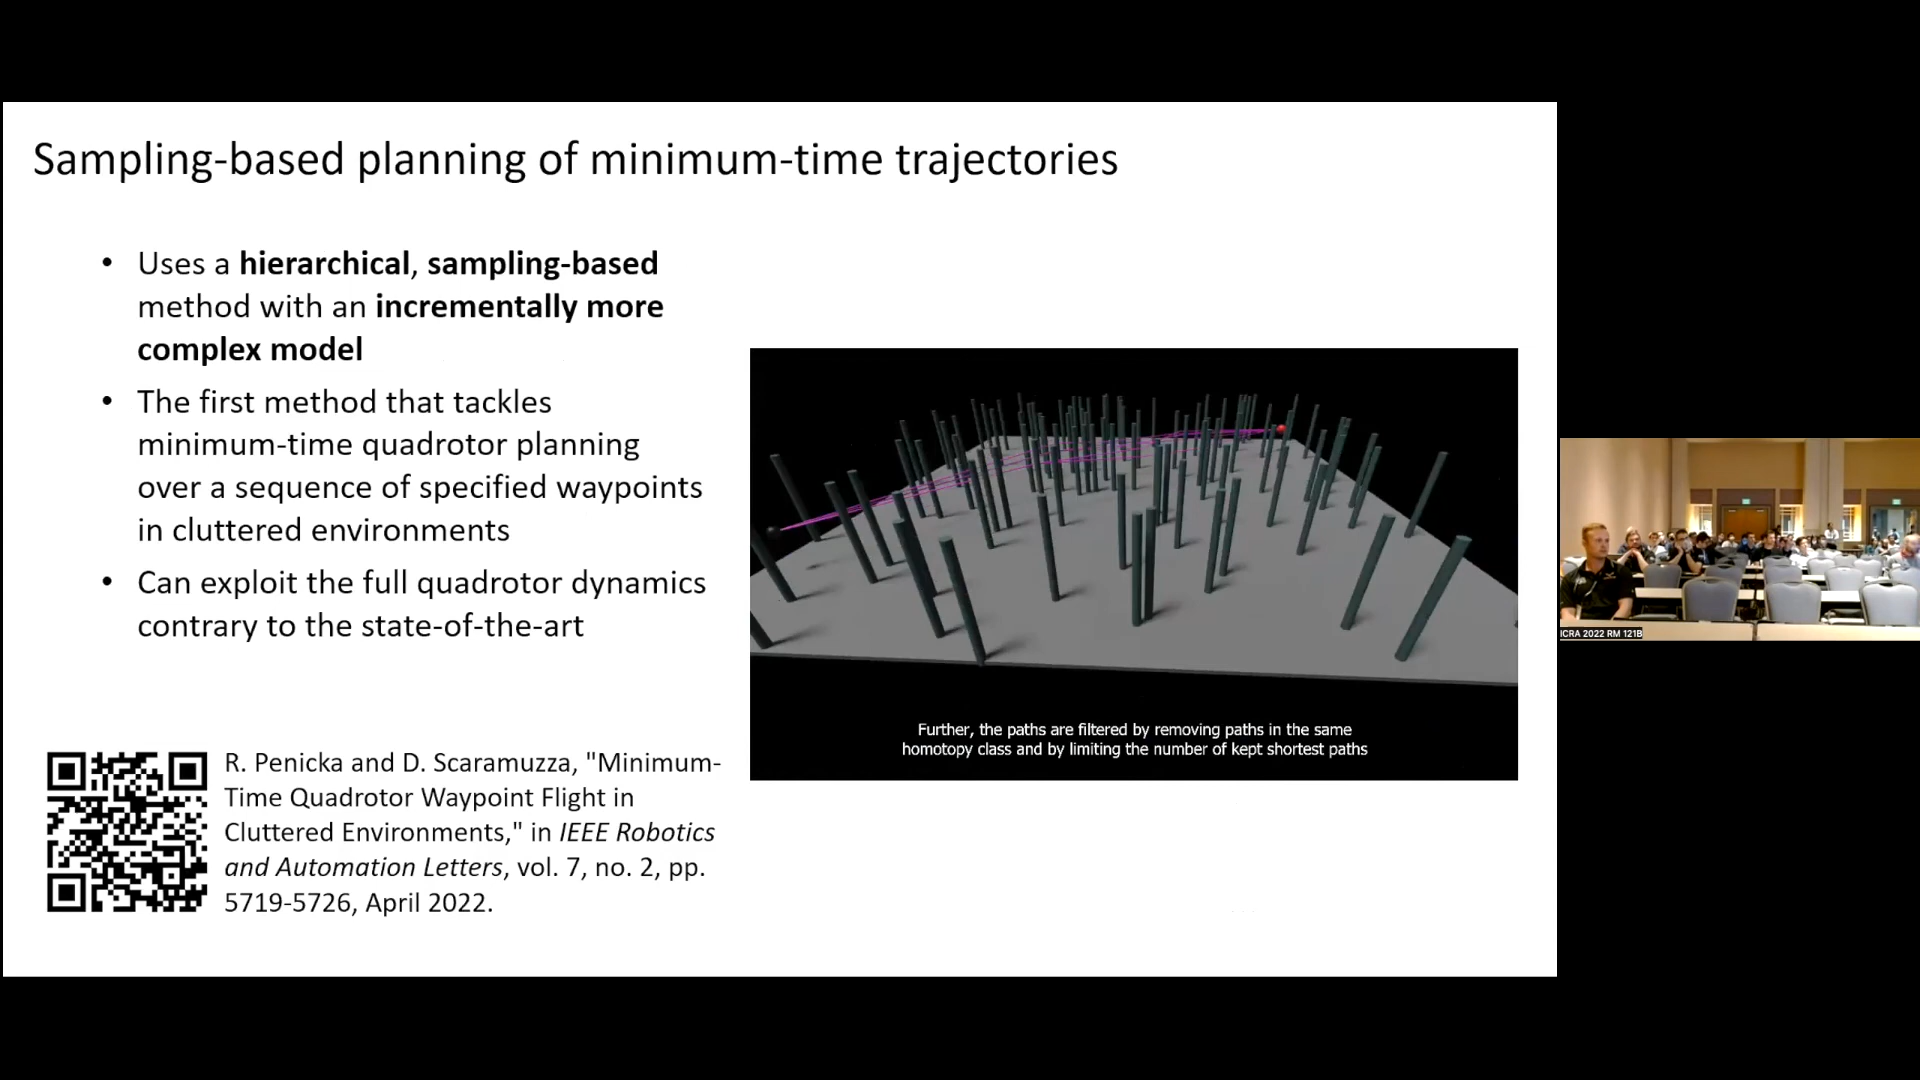 Sampling-based planning of minimum-time trajectories
• Uses a hierarchical, sampling-based
method with an incrementally more
complex model
• The first method that tackles
minimum-time quadrotor planning
over a sequence of specified waypoints
in cluttered environments
• Can exploit the full quadrotor dynamics
contrary to the state-of-the-art
Further, the paths are filtered by removing paths in the same
homotopy class and by limiting the number of kept shortest paths
R. Penicka and D. Scaramuzza, "Minimum-
Time Quadrotor Waypoint Flight in
Cluttered Environments," in IEEE Robotics
and Automation Letters, vol. 7, no. 2, pp.
5719-5726, April 2022.
ICRA 2022 RM 121B